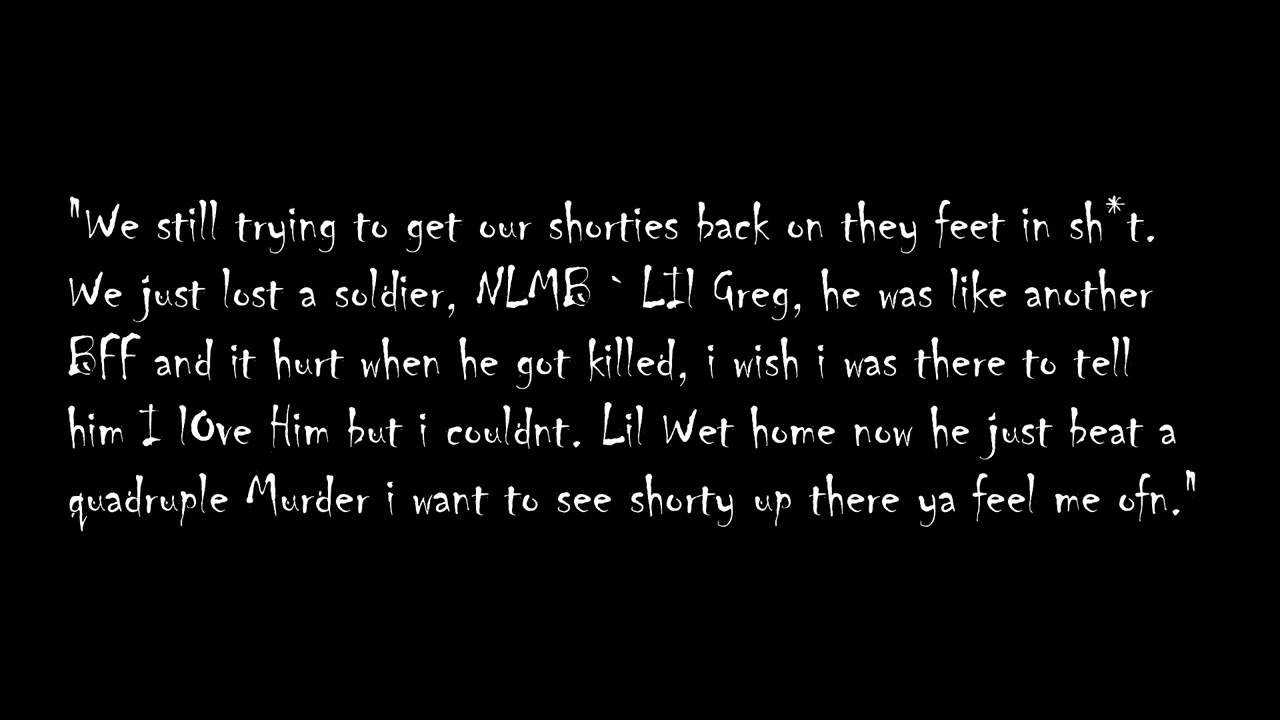 "We still trying to get our shorties back on they feet in sh*t.
We just lost a soldier, NLMB ` LIl Greg, he was like another
BFF and it hurt when he got killed, i wish i was there to tell
him I lOve Him but i couldnt. Lil Wet home now he just beat a
quadruple Murder i want to see shorty up there ya feel me ofn."